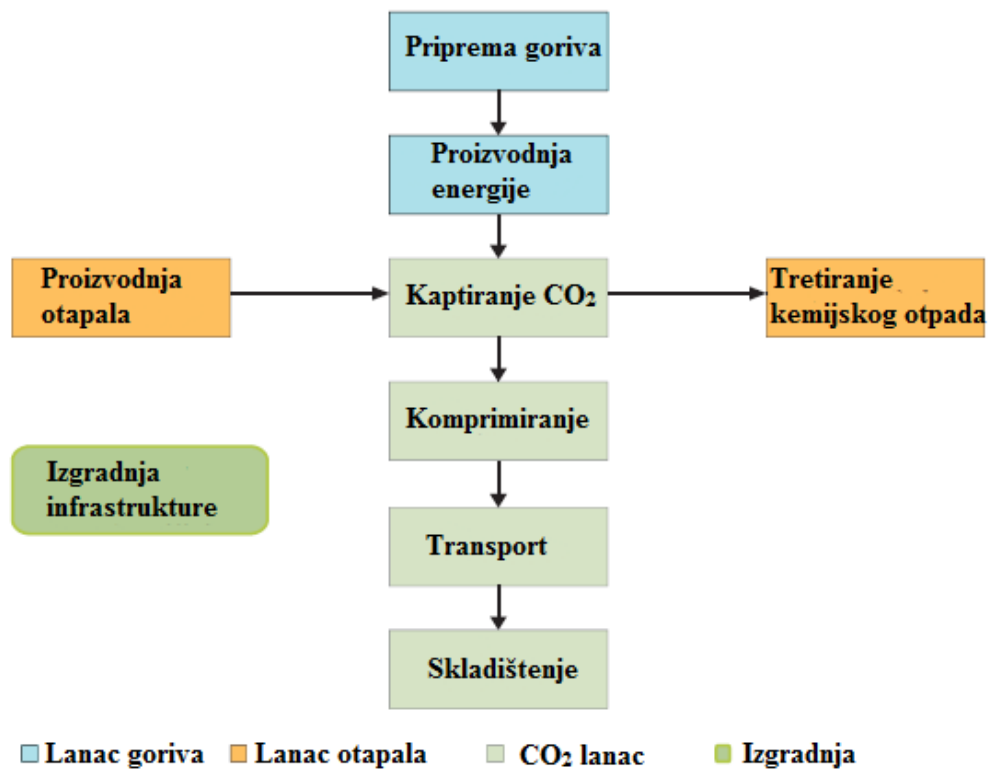 Priprema goriva
Proizvodnja
energije
Proizvodnja
otapala
Kaptiranje CO₂
Tretiranje
kemijskog otpada
Komprimiranje
Izgradnja
infrastrukture
Transport
Skladištenje
Lanac goriva
Lanac otapala
CO₂ lanac
Izgradnja